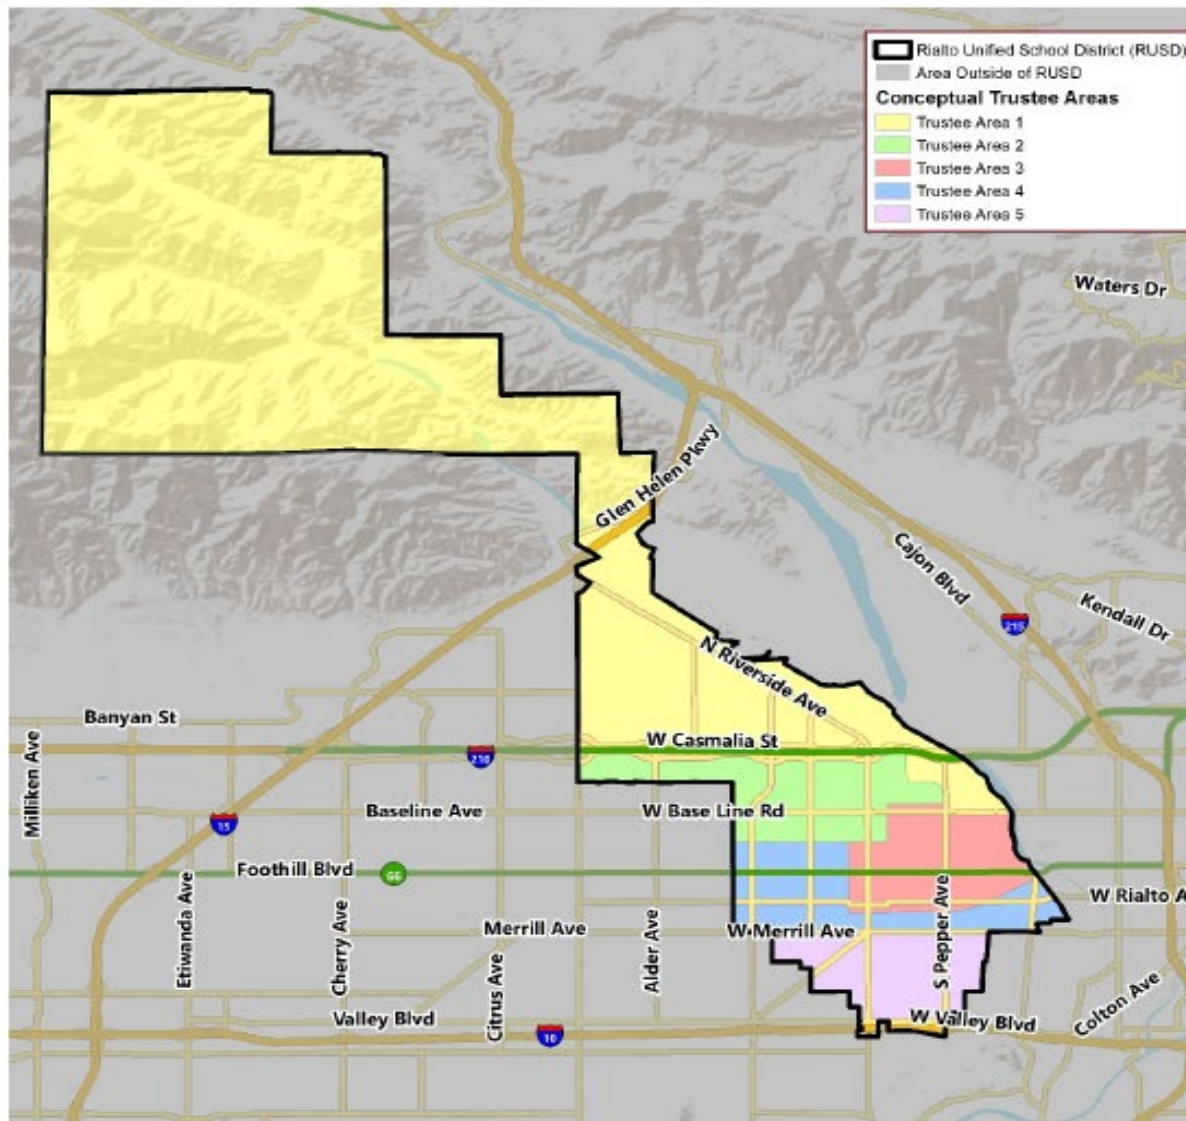 Rialto Unified School District (RUSD)
Area Outside of RUSD
Conceptual Trustee Areas
Trustee Area 1
Trustee Area 2
Trustee Area 3
Trustee Area 4
Trustee Area 5
Waters Dr
Glen Helen Pkwy
Cajon Blvd
Kendall Dr
215
N Riverside Ave
Banyan St
W Casmalia St
210
Milliken Ave
Baseline Ave
W Base Line Rd
15
Foothill Blvd
66
Etiwanda Ave
Cherry Ave
Merrill Ave
Citrus Ave
Alder Ave
W Merrill Ave
S Pepper Ave
W Rialto A
Valley Blvd
W Valley Blvd
Colton Ave
10